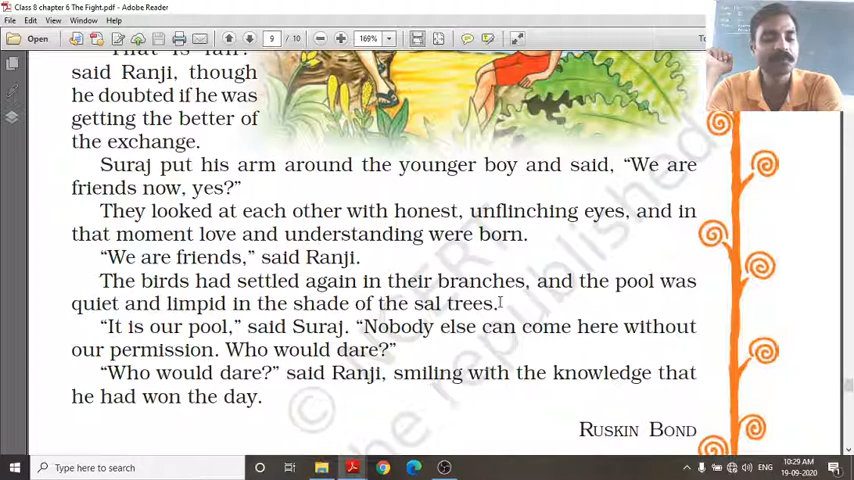 Class 8 chapter 6 The Fight.pdf - Adobe Reader
File Edit View Window Help
Open 9 / 10 169%
said Ranji, though
he doubted if he was
getting the better of
the exchange.
Suraj put his arm around the younger boy and said, “We are
friends now, yes?”
They looked at each other with honest, unflinching eyes, and in
that moment love and understanding were born.
“We are friends,” said Ranji.
The birds had settled again in their branches, and the pool was
quiet and limpid in the shade of the sal trees.
“It is our pool,” said Suraj. “Nobody else can come here without
our permission. Who would dare?”
“Who would dare?” said Ranji, smiling with the knowledge that
he had won the day.
RUSKIN BOND
© NCERT
be republished
Type here to search
ENG
10:29 AM
19-09-2020